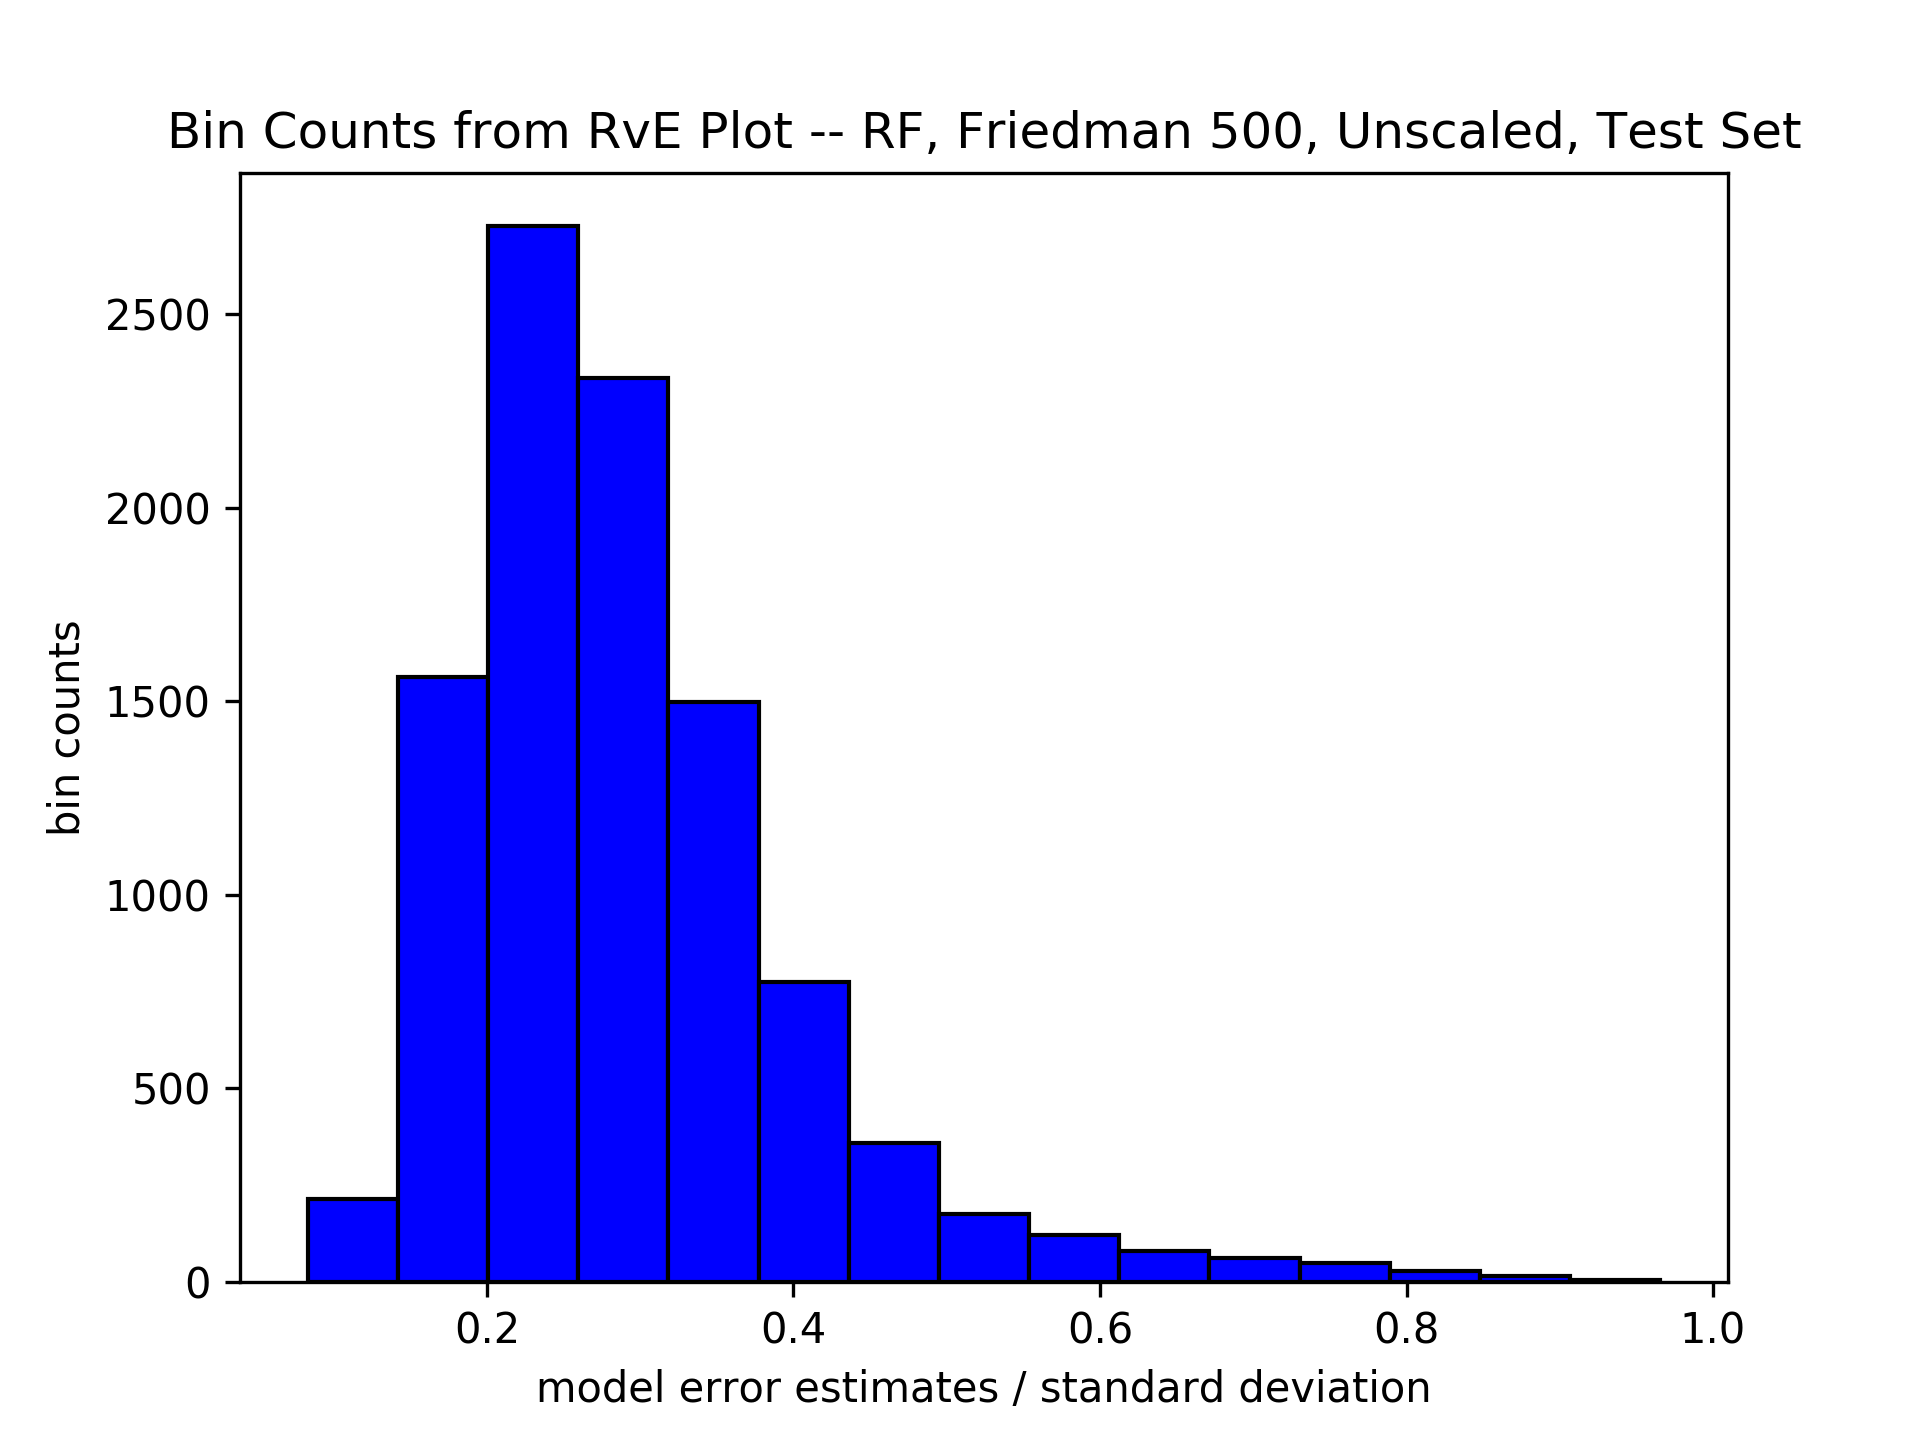 Bin Counts from RvE Plot -- RF, Friedman 500, Unscaled, Test Set
2500
2000
1500
1000
500
0
bin counts
0.2 0.4 0.6 0.8 1.0
model error estimates / standard deviation